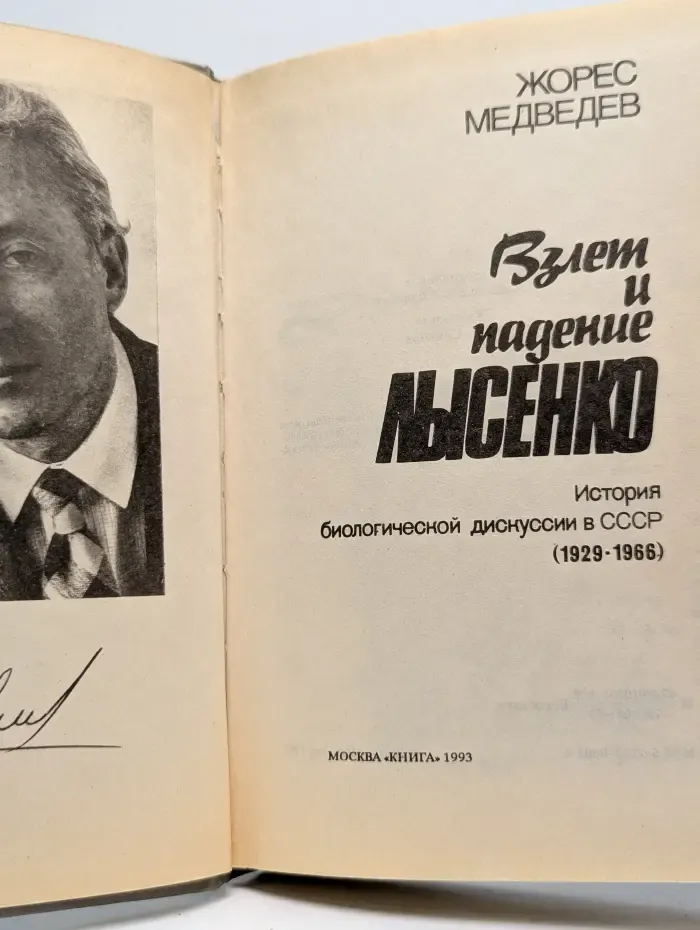 ЖОРЕС
МЕДВЕДЕВ
Взлет
и
падение
ЛЫСЕНКО
История
биологической дискуссии в СССР
(1929-1966)
МОСКВА «КНИГА» 1993